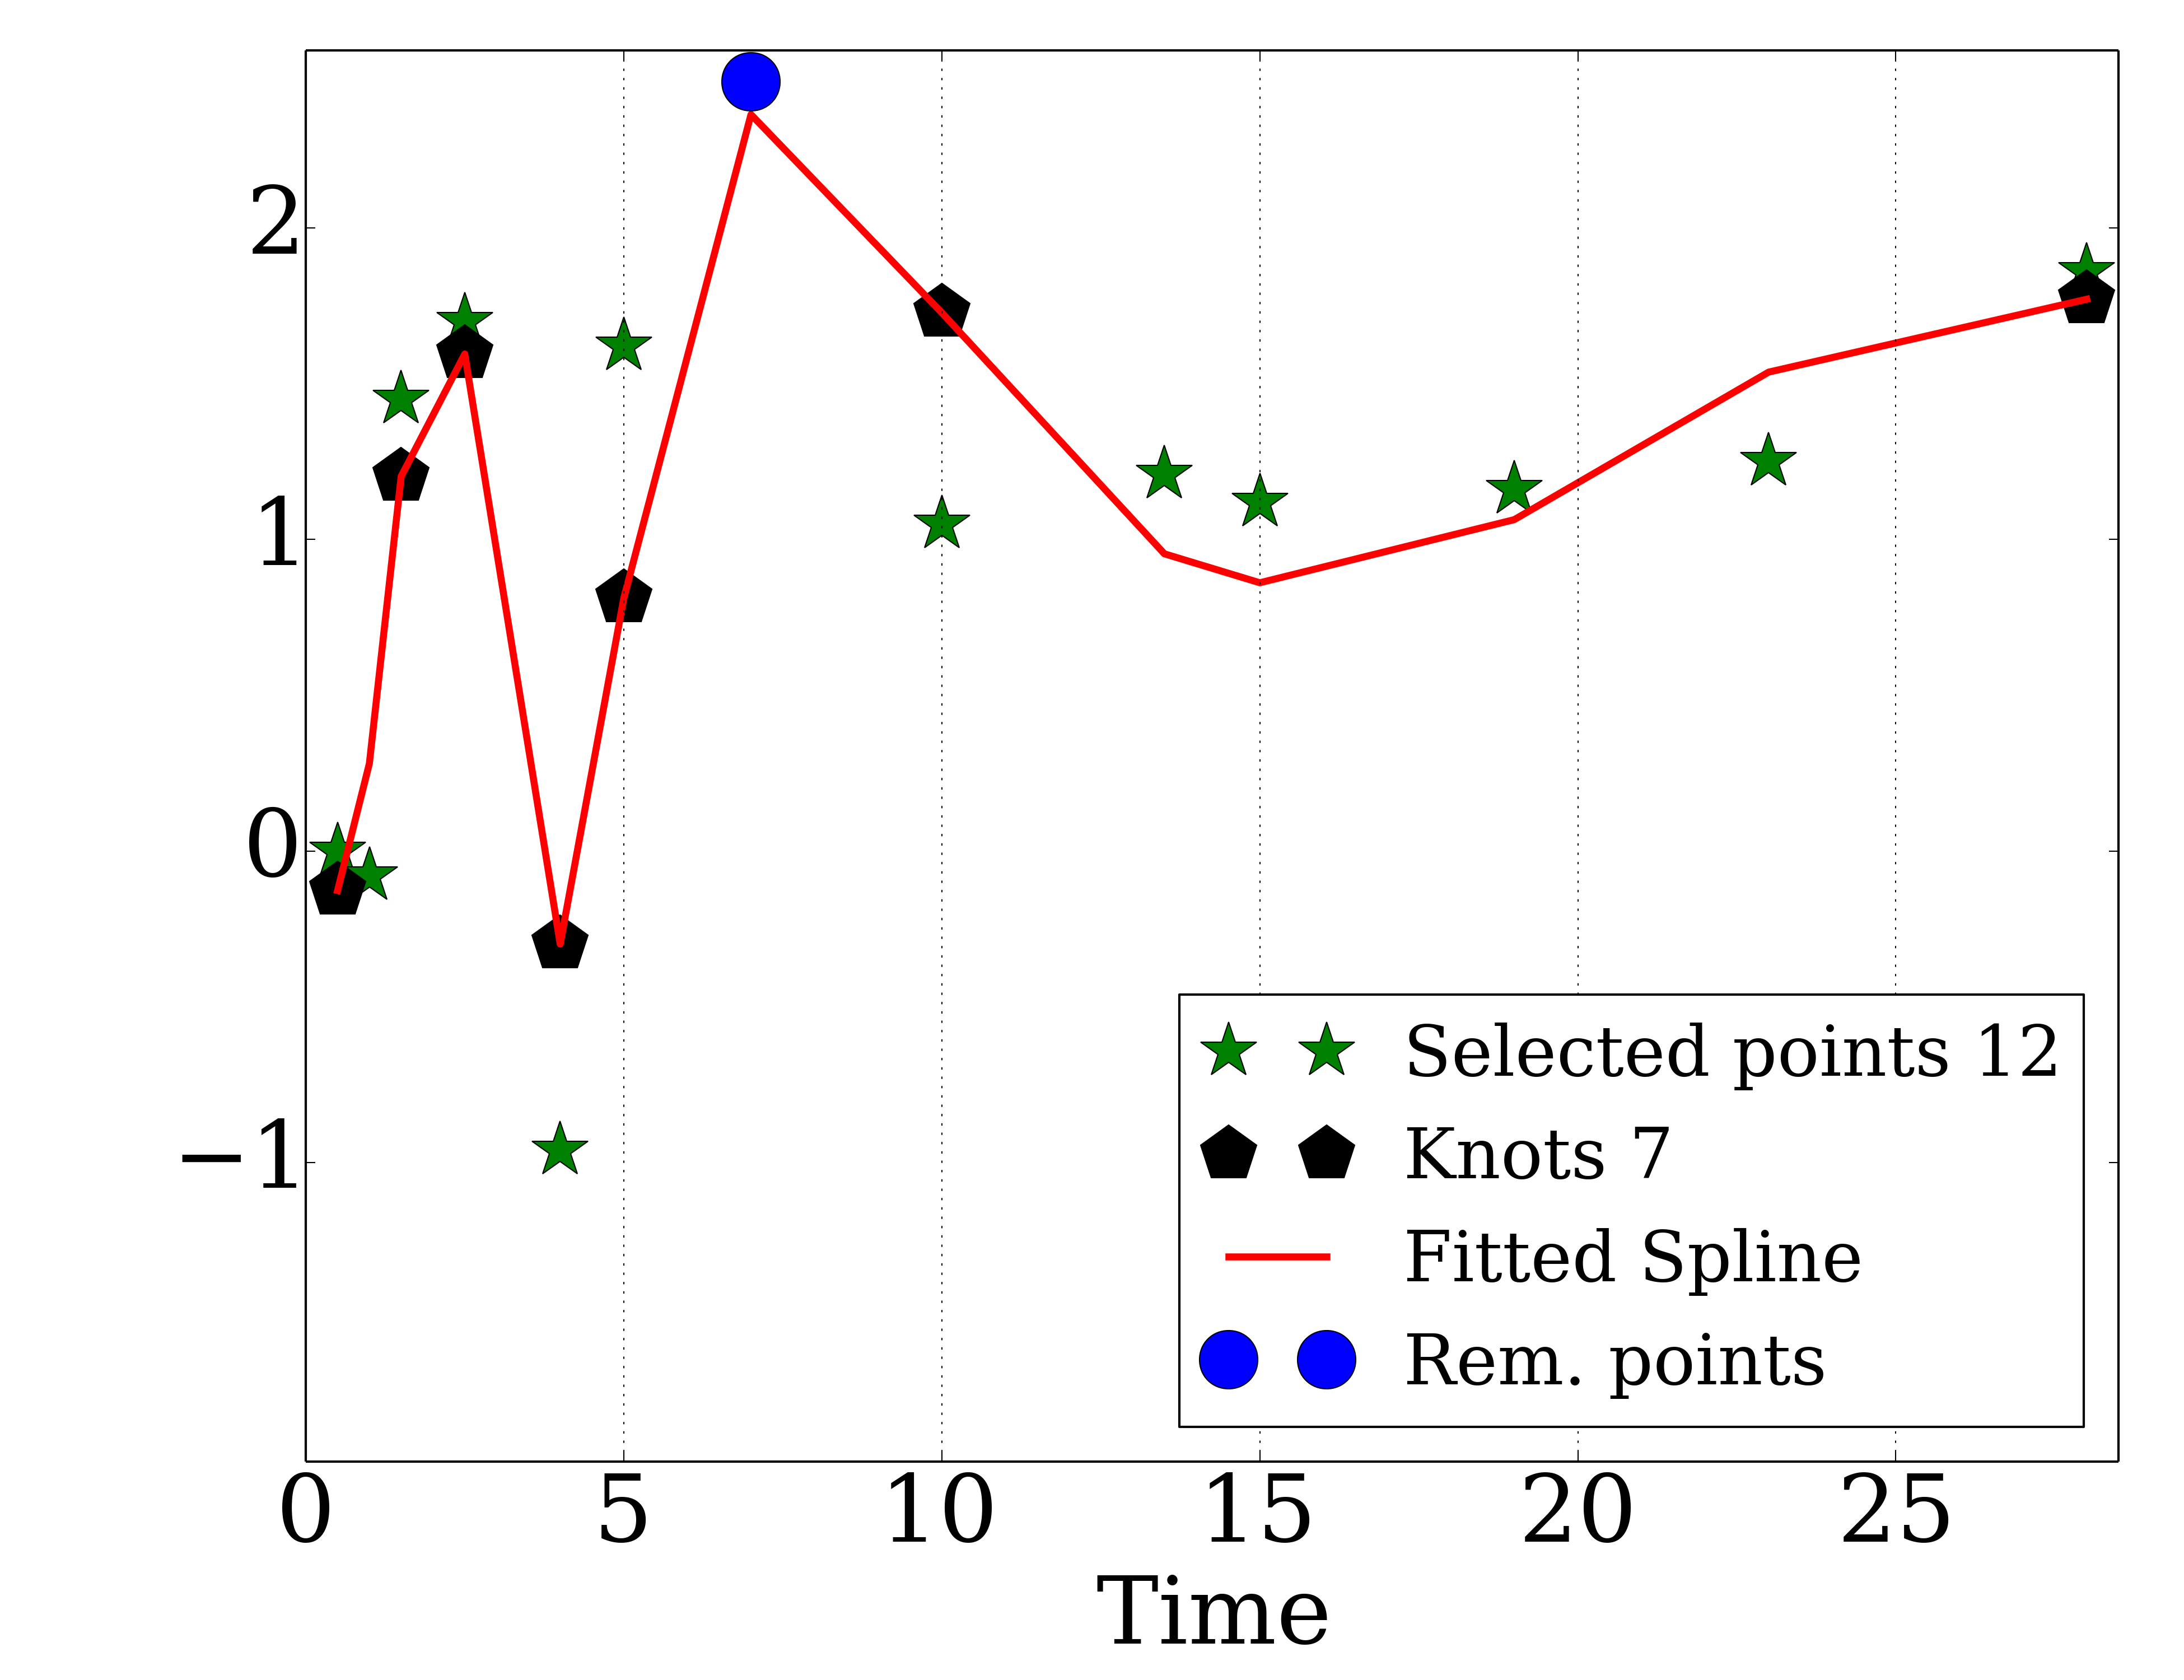 2
1
0
−1
0 5 10 15 20 25
Time
Selected points 12
Knots 7
Fitted Spline
Rem. points